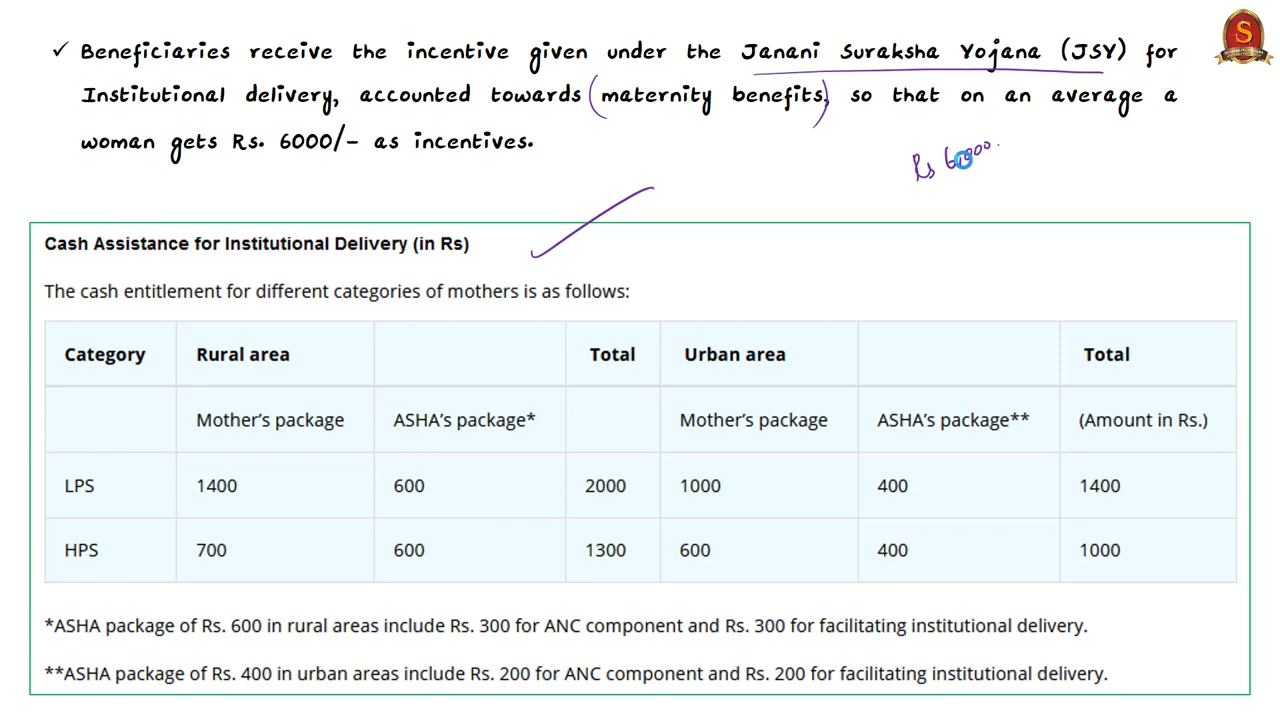 ✓ Beneficiaries receive the incentive given under the Janani Suraksha Yojana (JSY) for
Institutional delivery, accounted towards maternity benefits, so that on an average a
woman gets Rs. 6000/- as incentives.
Rs
Cash Assistance for Institutional Delivery (in Rs)
The cash entitlement for different categories of mothers is as follows:
Category Rural area Total Urban area Total
Mother's package ASHA's package* Mother's package ASHA's package** (Amount in Rs.)
LPS 1400 600 2000 1000 400 1400
HPS 700 600 1300 600 400 1000
*ASHA package of Rs. 600 in rural areas include Rs. 300 for ANC component and Rs. 300 for facilitating institutional delivery.
**ASHA package of Rs. 400 in urban areas include Rs. 200 for ANC component and Rs. 200 for facilitating institutional delivery.